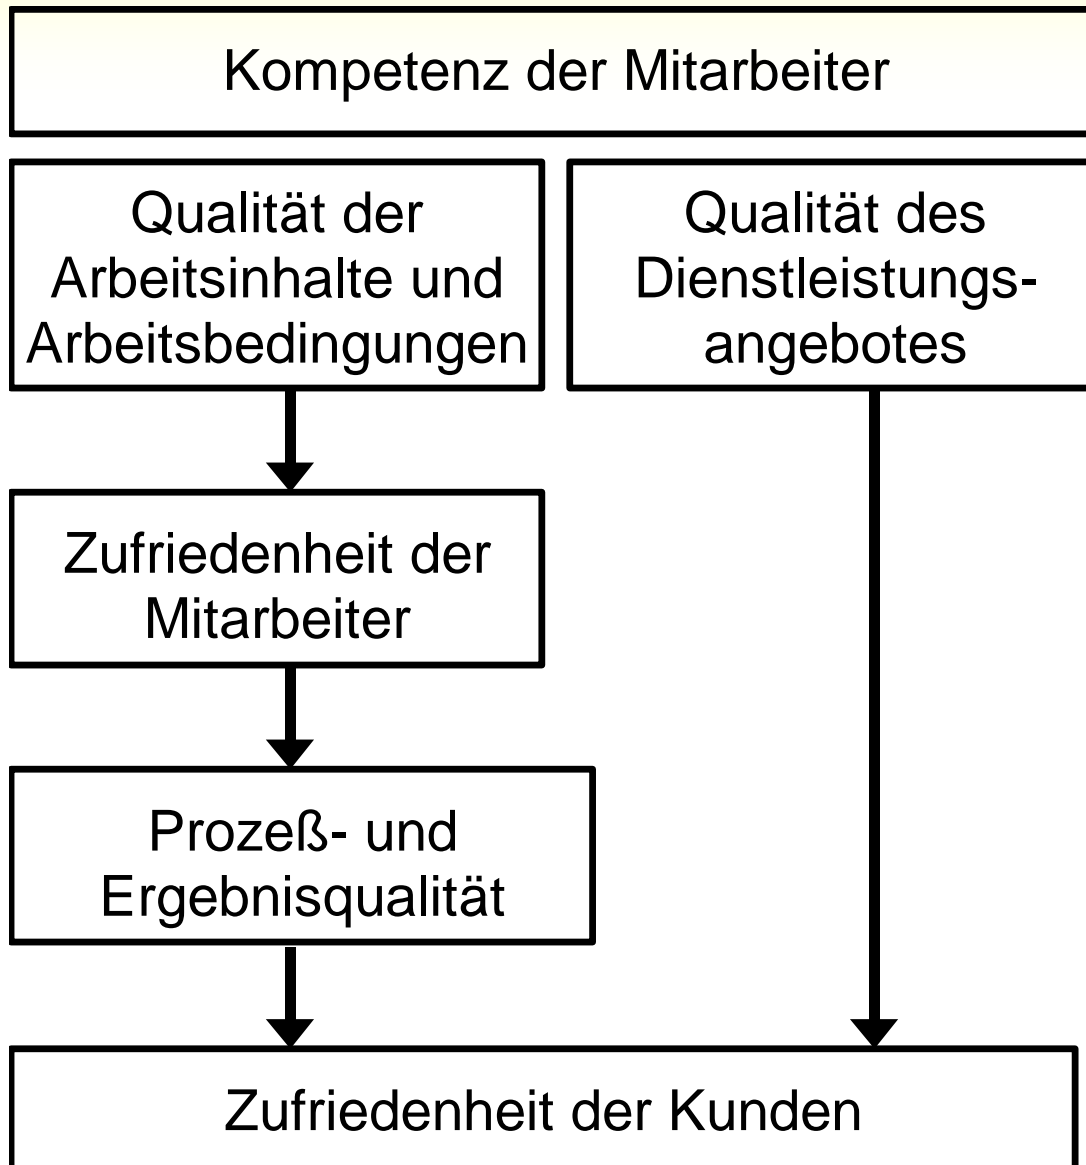 Kompetenz der Mitarbeiter
Qualität der
Arbeitsinhalte und
Arbeitsbedingungen
Qualität des
Dienstleistungs-
angebotes
Zufriedenheit der
Mitarbeiter
Prozeß- und
Ergebnisqualität
Zufriedenheit der Kunden